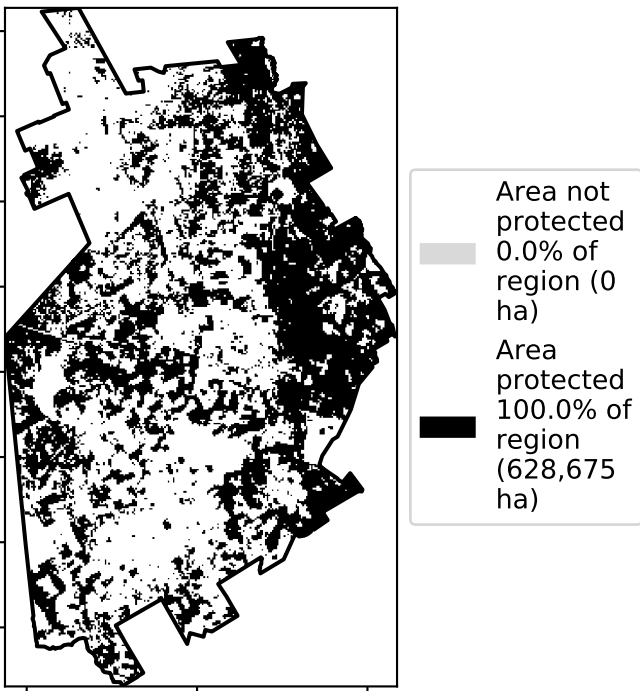 Area not
protected
0.0% of
region (0
ha)
Area
protected
100.0% of
region
(628,675
ha)